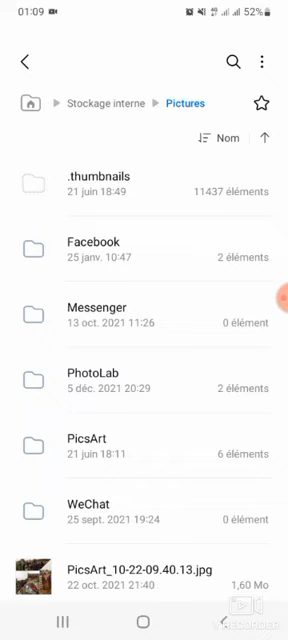 01:09 52%
Stockage interne Pictures
Nom
.thumbnails
21 juin 18:49 11437 éléments
Facebook
25 janv. 10:47 2 éléments
Messenger
13 oct. 2021 11:26 0 élément
PhotoLab
5 déc. 2021 20:29 2 éléments
PicsArt
21 juin 18:11 6 éléments
WeChat
25 sept. 2021 19:24 0 élément
PicsArt_10-22-09.40.13.jpg
22 oct. 2021 21:40 1,60 Mo
RECORDER